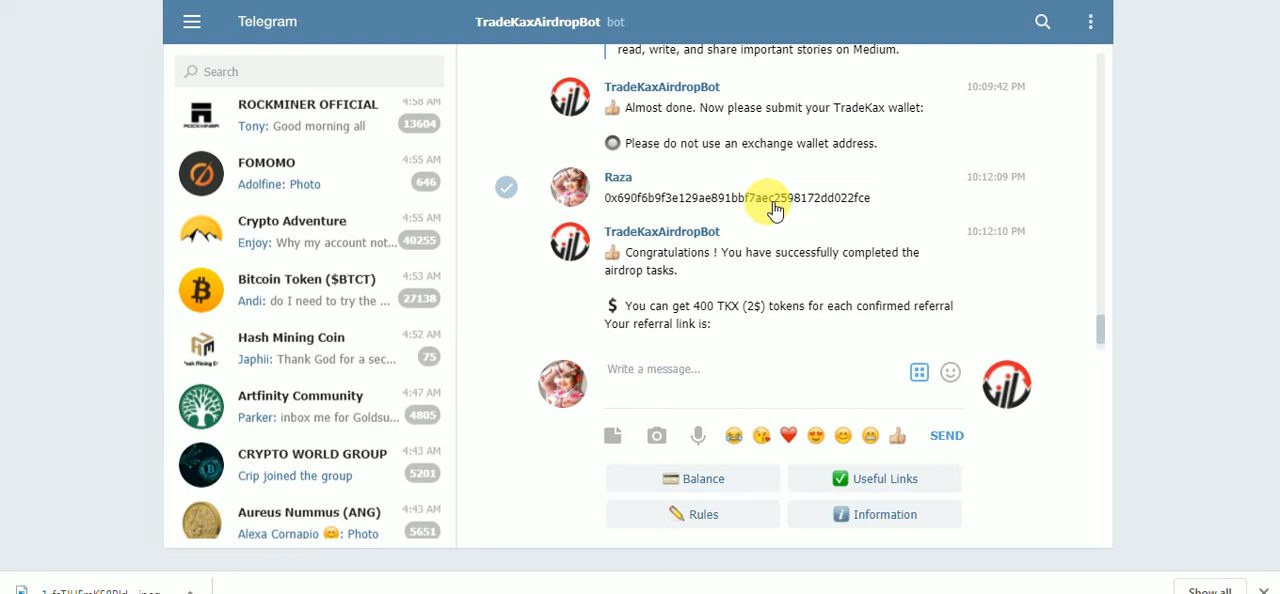 Telegram
TradeKaxAirdropBot bot
Search
ROCKMINER OFFICIAL 4:58 AM
Tony: Good morning all 13604
FOMOMO 4:55 AM
Adolfine: Photo 646
Crypto Adventure 4:55 AM
Enjoy: Why my account not... 40255
Bitcoin Token ($BTCT) 4:53 AM
Andi: do I need to try the ... 27138
Hash Mining Coin 4:52 AM
Japhii: Thank God for a sec... 75
Artfinity Community 4:47 AM
Parker: inbox me for Goldsu... 4805
CRYPTO WORLD GROUP 4:43 AM
Crip joined the group 5201
Aureus Nummus (ANG) 4:43 AM
Alexa Cornapio 😊: Photo 5651
read, write, and share important stories on Medium.
TradeKaxAirdropBot 10:09:42 PM
👍 Almost done. Now please submit your TradeKax wallet:
🔘 Please do not use an exchange wallet address.
Raza 10:12:09 PM
0x690f6b9f3e129ae891bbf7aec2598172dd022fce
TradeKaxAirdropBot 10:12:10 PM
👍 Congratulations ! You have successfully completed the
airdrop tasks.
💲 You can get 400 TKX (2$) tokens for each confirmed referral
Your referral link is:
Write a message...
SEND
💳 Balance
✅ Useful Links
✏️ Rules
ℹ️ Information
Show all